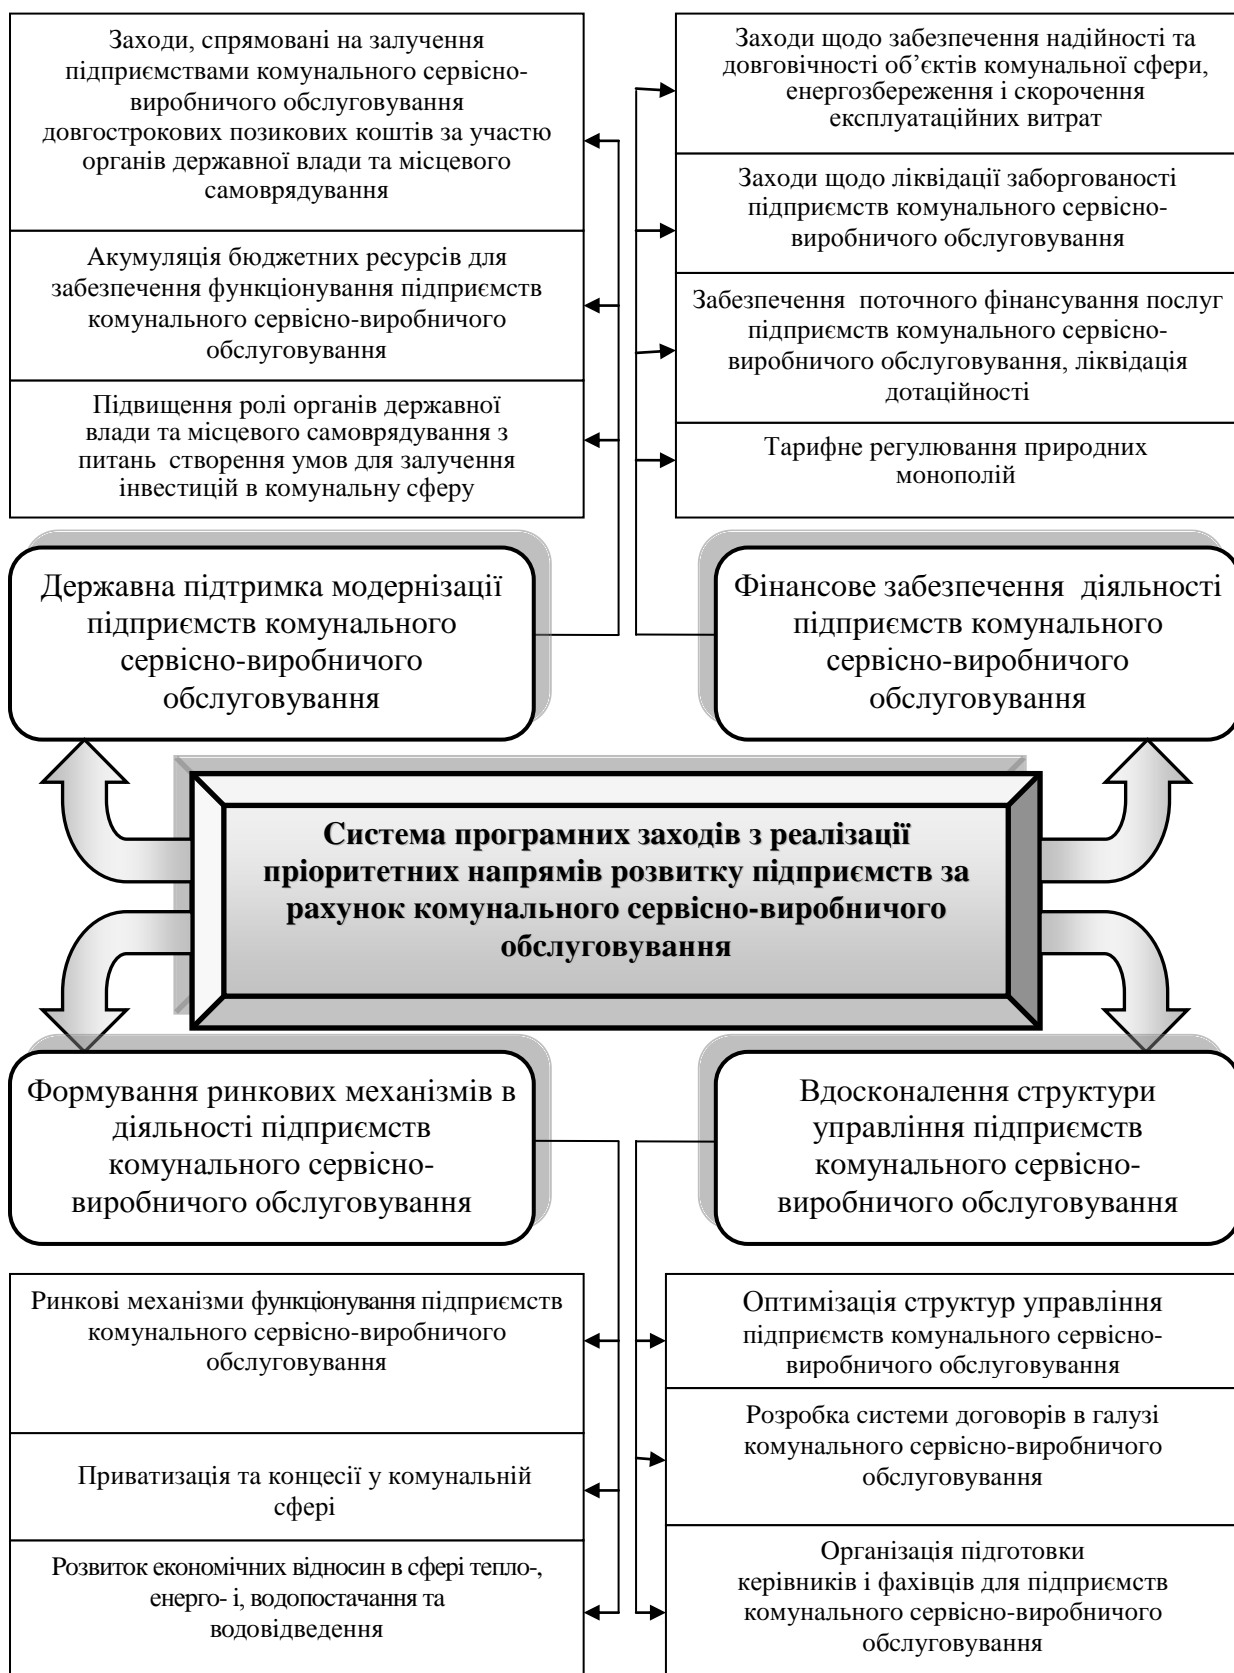 Заходи, спрямовані на залучення
підприємствами комунального сервісно-
виробничого обслуговування
довгострокових позикових коштів за участю
органів державної влади та місцевого
самоврядування
Акумуляція бюджетних ресурсів для
забезпечення функціонування підприємств
комунального сервісно-виробничого
обслуговування
Підвищення ролі органів державної
влади та місцевого самоврядування з
питань створення умов для залучення
інвестицій в комунальну сферу
Заходи щодо забезпечення надійності та
довговічності об’єктів комунальної сфери,
енергозбереження і скорочення
експлуатаційних витрат
Заходи щодо ліквідації заборгованості
підприємств комунального сервісно-
виробничого обслуговування
Забезпечення поточного фінансування послуг
підприємств комунального сервісно-
виробничого обслуговування, ліквідація
дотаційності
Тарифне регулювання природних
монополій
Державна підтримка модернізації
підприємств комунального
сервісно-виробничого
обслуговування
Фінансове забезпечення діяльності
підприємств комунального
сервісно-виробничого
обслуговування
Система програмних заходів з реалізації
пріоритетних напрямів розвитку підприємств за
рахунок комунального сервісно-виробничого
обслуговування
Формування ринкових механізмів в
діяльності підприємств
комунального сервісно-
виробничого обслуговування
Вдосконалення структури
управління підприємств
комунального сервісно-
виробничого обслуговування
Ринкові механізми функціонування підприємств
комунального сервісно-виробничого
обслуговування
Приватизація та концесії у комунальній
сфері
Розвиток економічних відносин в сфері тепло-,
енерго- і, водопостачання та
водовідведення
Оптимізація структур управління
підприємств комунального сервісно-
виробничого обслуговування
Розробка системи договорів в галузі
комунального сервісно-виробничого
обслуговування
Організація підготовки
керівників і фахівців для підприємств
комунального сервісно-виробничого
обслуговування